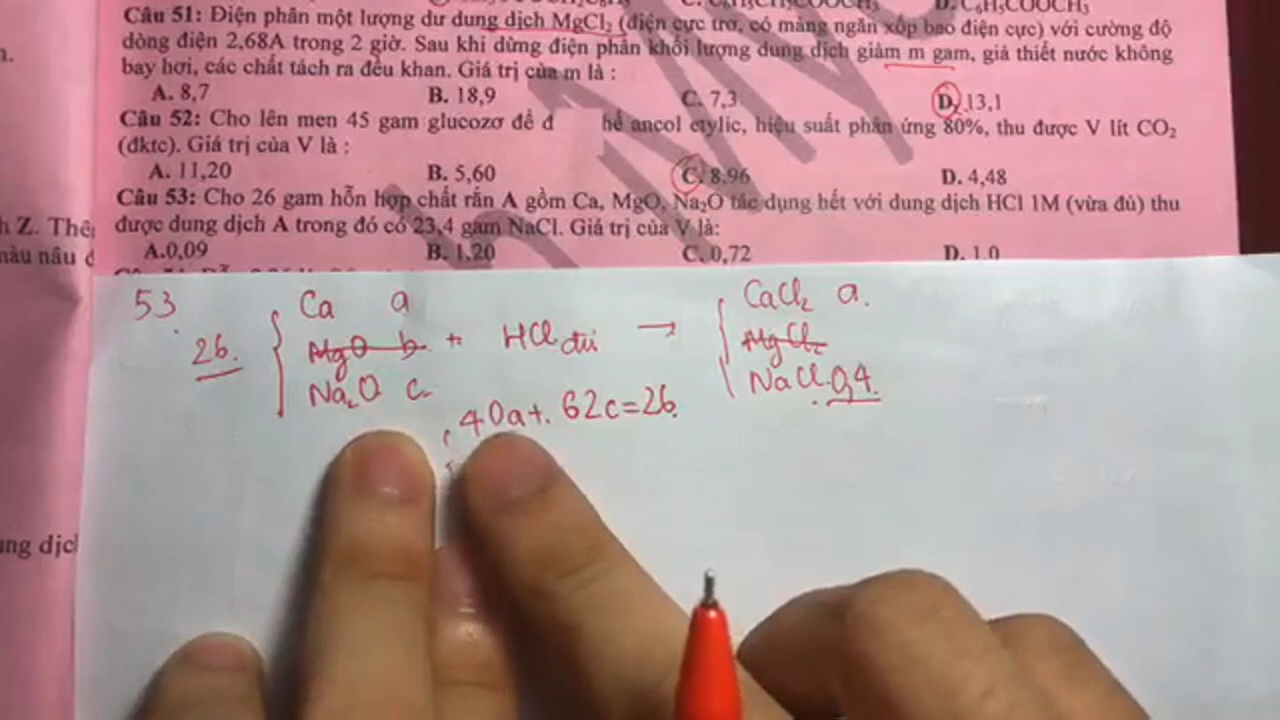 D. C₆H₅COOCH₃
Câu 51: Điện phân một lượng dư dung dịch MgCl₂ (điện cực trơ, có màng ngăn xốp bao điện cực) với cường độ
dòng điện 2,68A trong 2 giờ. Sau khi dừng điện phân khối lượng dung dịch giảm m gam, giả thiết nước không
bay hơi, các chất tách ra đều khan. Giá trị của m là :
A. 8,7 B. 18,9 C. 7,3 D. 13,1
Câu 52: Cho lên men 45 gam glucozơ để đ hế ancol etylic, hiệu suất phản ứng 80%, thu được V lít CO₂
(đktc). Giá trị của V là :
A. 11,20 B. 5,60 C. 8,96 D. 4,48
Câu 53: Cho 26 gam hỗn hợp chất rắn A gồm Ca, MgO, Na₂O tác dụng hết với dung dịch HCl 1M (vừa đủ) thu
h Z. Thê được dung dịch A trong đó có 23,4 gam NaCl. Giá trị của V là:
màu nâu đ A.0,09 B. 1,20 C. 0,72 D. 1.0
53
Ca a CaCl₂ a.
26. MgO b + HCl đủ → MgCl₂
Na₂O c NaCl 0,4.
40a+. 62c=26.
ung dịch